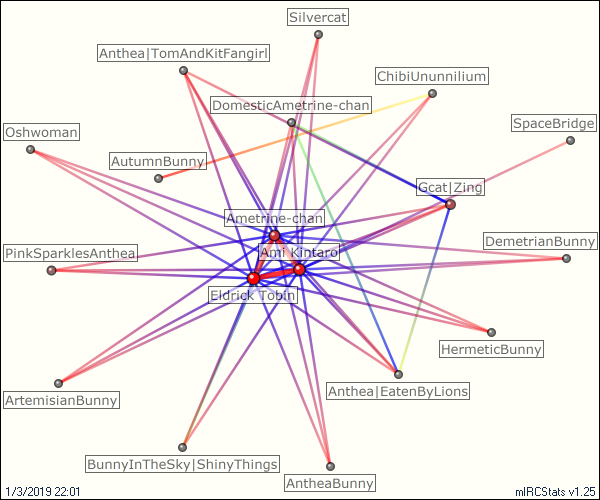 Silvercat
Anthea|TomAndKitFangirl
ChibiUnunnilium
DomesticAmetrine-chan
SpaceBridge
Oshwoman
AutumnBunny
Gcat|Zing
Ametrine-chan
DemetrianBunny
PinkSparklesAnthea
Ami Kintaro
Eldrick Tobin
HermeticBunny
Anthea|EatenByLions
ArtemisianBunny
BunnyInTheSky|ShinyThings
AntheaBunny
1/3/2019 22:01
mIRCStats v1.25